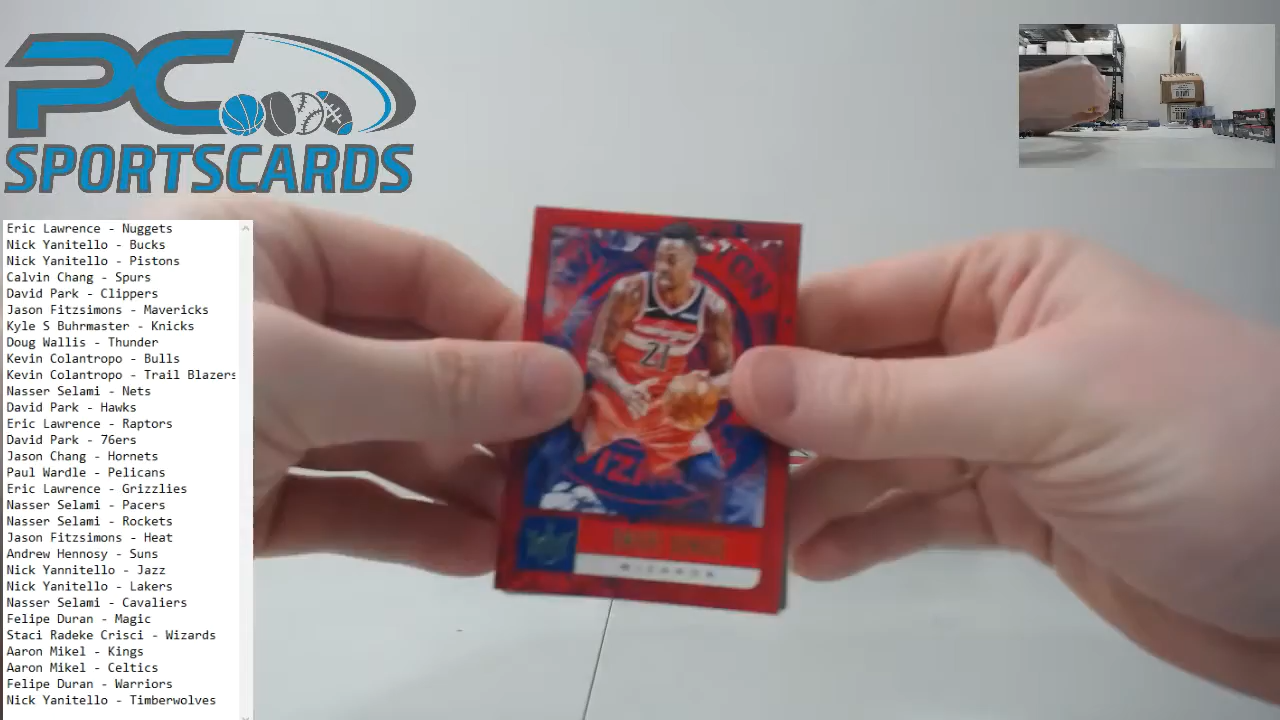 PC
SPORTSCARDS
Eric Lawrence - Nuggets
Nick Yanitello - Bucks
Nick Yanitello - Pistons
Calvin Chang - Spurs
David Park - Clippers
Jason Fitzsimons - Mavericks
Kyle S Buhrmaster - Knicks
Doug Wallis - Thunder
Kevin Colantropo - Bulls
Kevin Colantropo - Trail Blazers
Nasser Selami - Nets
David Park - Hawks
Eric Lawrence - Raptors
David Park - 76ers
Jason Chang - Hornets
Paul Wardle - Pelicans
Eric Lawrence - Grizzlies
Nasser Selami - Pacers
Nasser Selami - Rockets
Jason Fitzsimons - Heat
Andrew Hennosy - Suns
Nick Yannitello - Jazz
Nick Yanitello - Lakers
Nasser Selami - Cavaliers
Felipe Duran - Magic
Staci Radeke Crisci - Wizards
Aaron Mikel - Kings
Aaron Mikel - Celtics
Felipe Duran - Warriors
Nick Yanitello - Timberwolves
21